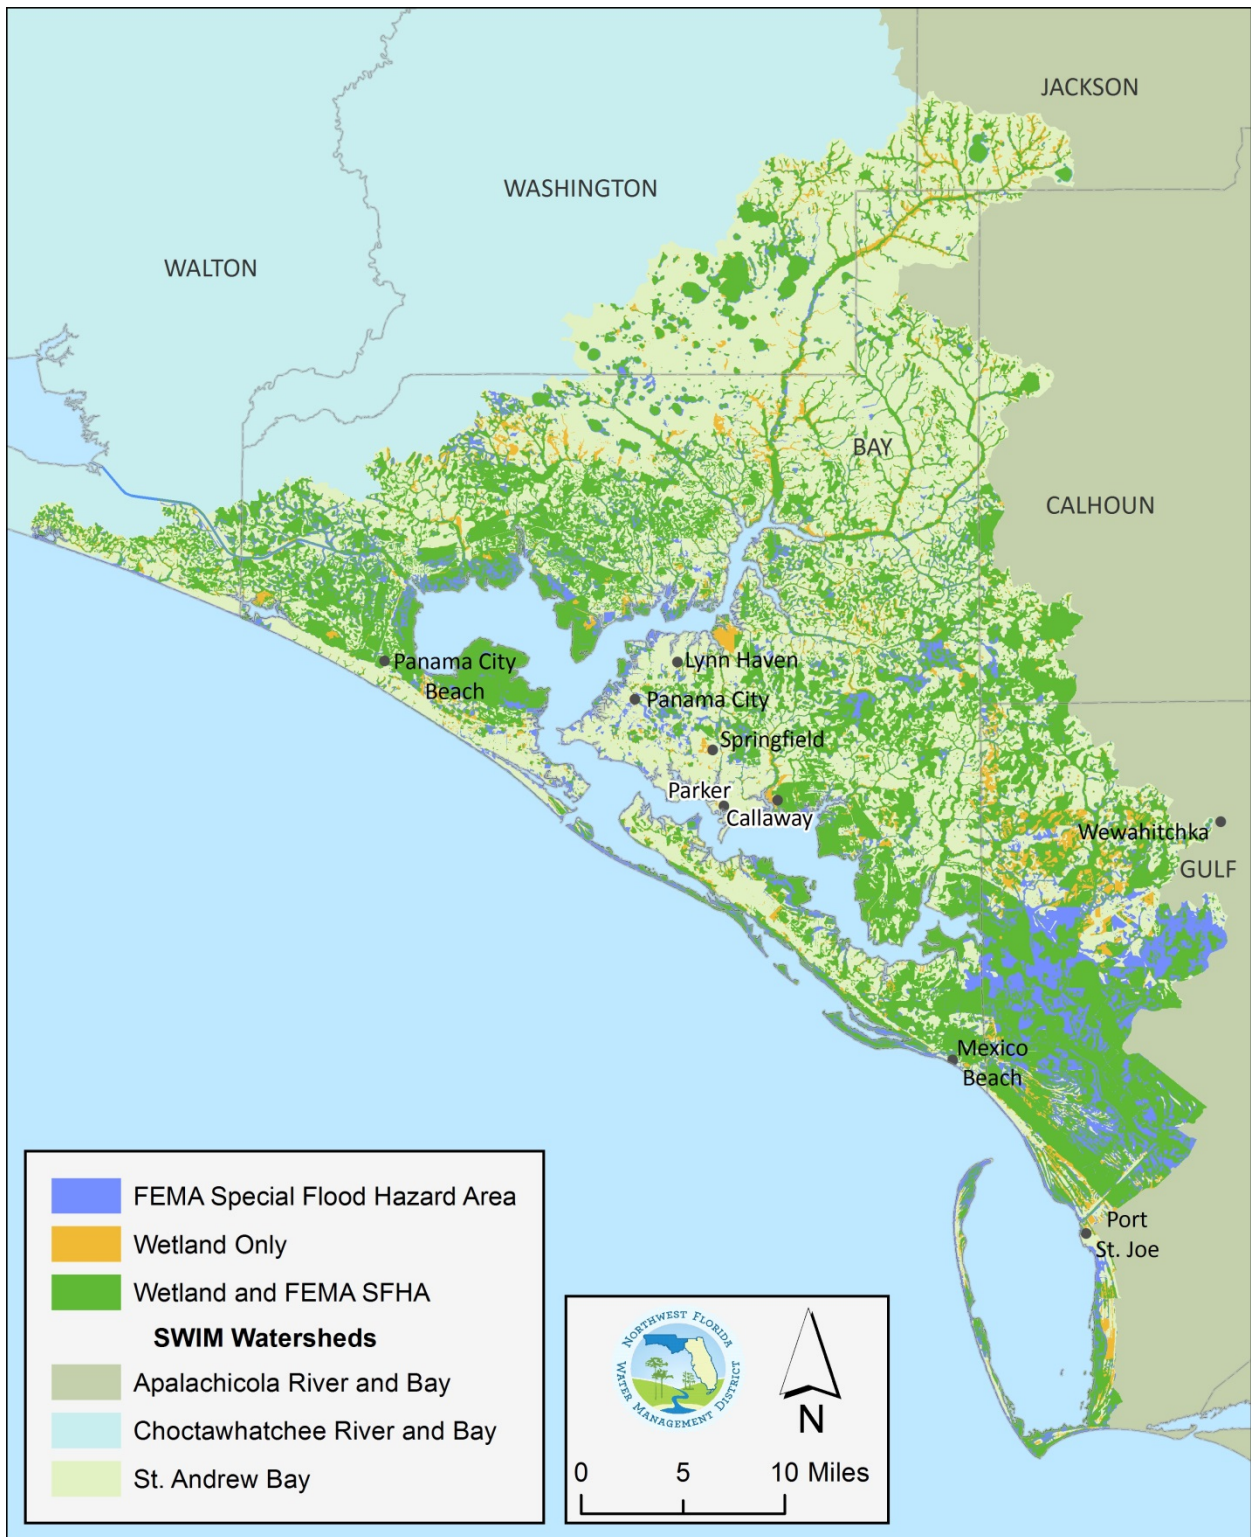 JACKSON
WASHINGTON
WALTON
BAY
CALHOUN
Panama City
Beach
Lynn Haven
Panama City
Springfield
Parker
Callaway
Wewahitchka
GULF
Mexico
Beach
Port
St. Joe
FEMA Special Flood Hazard Area
Wetland Only
Wetland and FEMA SFHA
SWIM Watersheds
Apalachicola River and Bay
Choctawhatchee River and Bay
St. Andrew Bay
NORTHWEST FLORIDA
WATER MANAGEMENT DISTRICT
N
0 5 10 Miles